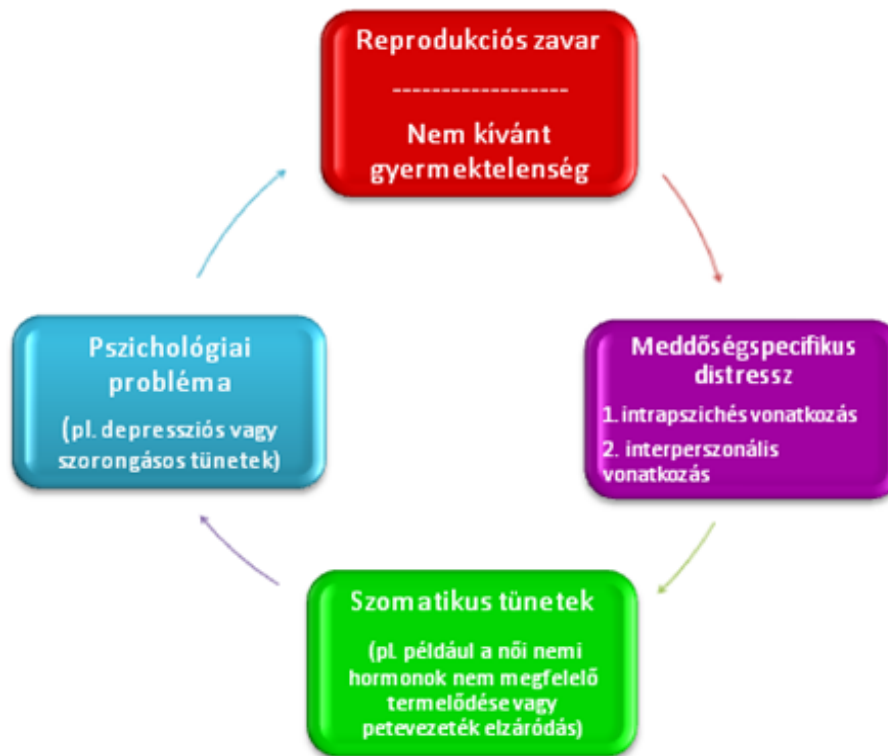 Reprodukciós zavar
------------------
Nem kívánt
gyermektelenség
Meddőségspecifikus
distressz
1. intrapszichés vonatkozás
2. interperszonális
vonatkozás
Szomatikus tünetek
(pl. például a női nemi
hormonok nem megfelelő
termelődése vagy
petevezeték elzáródás)
Pszichológiai
probléma
(pl. depressziós vagy
szorongásos tünetek)